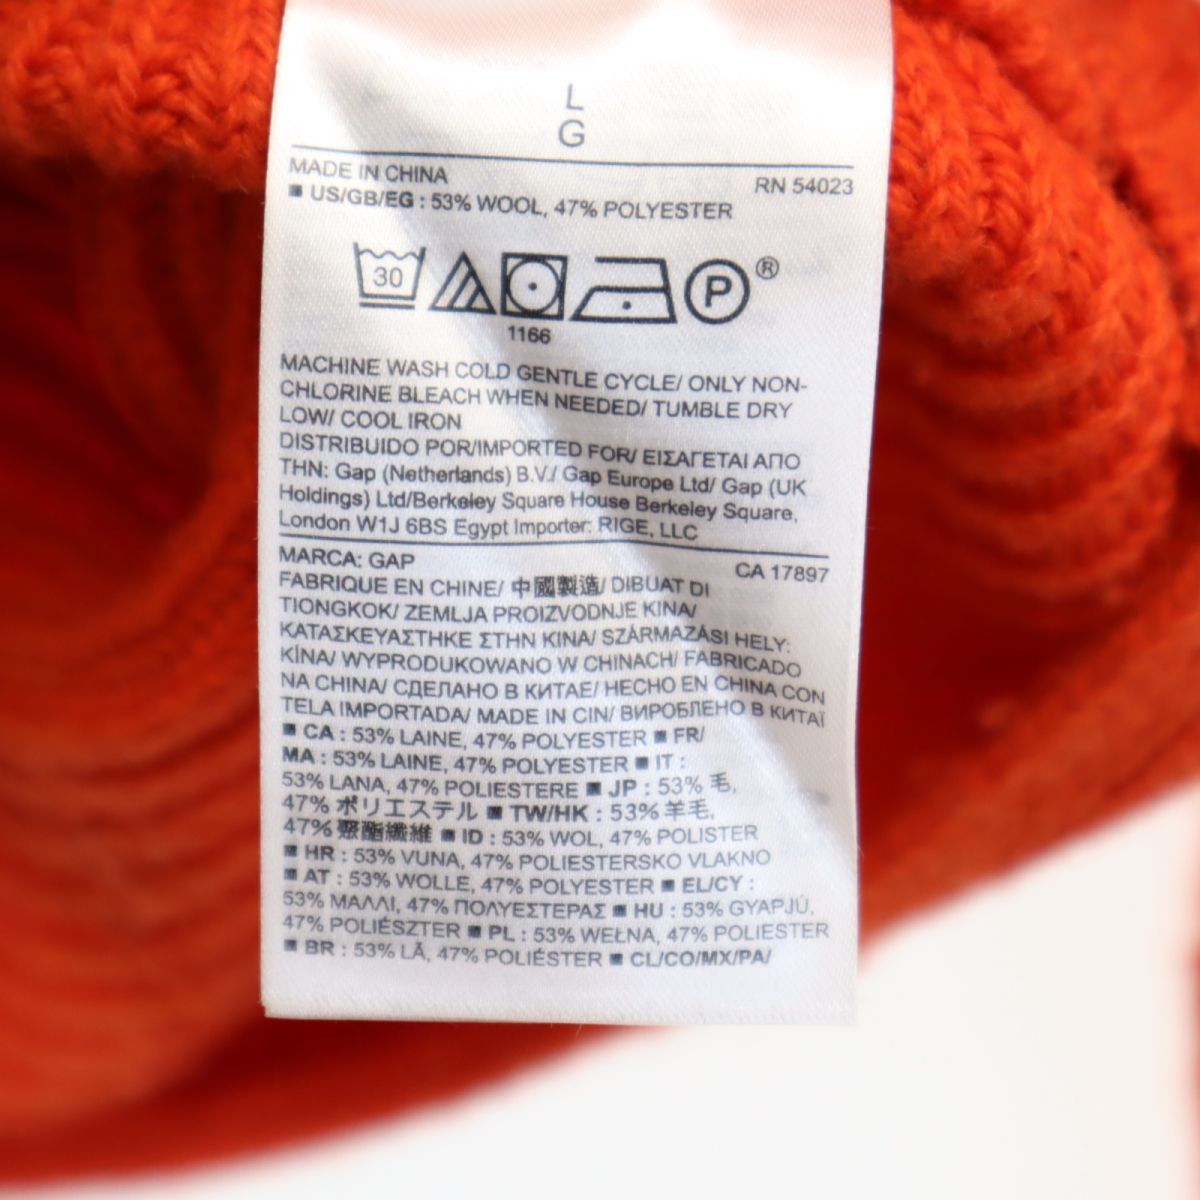 L
G
MADE IN CHINA RN 54023
■ US/GB/EG : 53% WOOL, 47% POLYESTER
30 P ®
1166
MACHINE WASH COLD GENTLE CYCLE/ ONLY NON-
CHLORINE BLEACH WHEN NEEDED/ TUMBLE DRY
LOW/ COOL IRON
DISTRIBUIDO POR/IMPORTED FOR/ ΕΙΣΑΓΕΤΑΙ ΑΠΟ
THN: Gap (Netherlands) B.V./ Gap Europe Ltd/ Gap (UK
Holdings) Ltd/Berkeley Square House Berkeley Square,
London W1J 6BS Egypt Importer: RIGE, LLC
MARCA: GAP CA 17897
FABRIQUE EN CHINE/ 中國製造/ DIBUAT DI
TIONGKOK/ ZEMLJA PROIZVODNJE KINA/
ΚΑΤΑΣΚΕΥΑΣΤΗΚΕ ΣΤΗΝ ΚΙΝΑ/ SZÁRMAZÁSI HELY:
KÍNA/ WYPRODUKOWANO W CHINACH/ FABRICADO
NA CHINA/ СДЕЛАНО В КИТАЕ/ HECHO EN CHINA CON
TELA IMPORTADA/ MADE IN CIN/ ВИРОБЛЕНО В КИТАЇ
■ CA : 53% LAINE, 47% POLYESTER ■ FR/
MA : 53% LAINE, 47% POLYESTER ■ IT :
53% LANA, 47% POLIESTERE ■ JP : 53% 毛,
47% ポリエステル ■ TW/HK : 53% 羊毛,
47% 聚酯纖維 ■ ID : 53% WOL, 47% POLISTER
■ HR : 53% VUNA, 47% POLIESTERSKO VLAKNO
■ AT : 53% WOLLE, 47% POLYESTER ■ EL/CY :
53% ΜΑΛΛΙ, 47% ΠΟΛΥΕΣΤΕΡΑΣ ■ HU : 53% GYAPJÚ,
47% POLIÉSZTER ■ PL : 53% WEŁNA, 47% POLIESTER
■ BR : 53% LÃ, 47% POLIÉSTER ■ CL/CO/MX/PA/